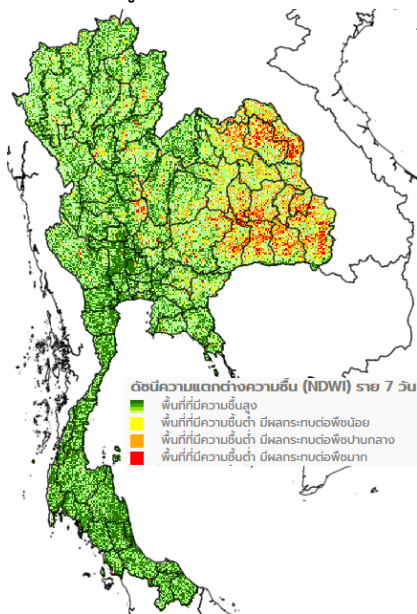 ดัชนีความแตกต่างความชื้น (NDWI) ราย 7 วัน
พื้นที่ที่มีความชื้นสูง
พื้นที่ที่มีความชื้นต่ำ มีผลกระทบต่อพืชน้อย
พื้นที่ที่มีความชื้นต่ำ มีผลกระทบต่อพืชปานกลาง
พื้นที่ที่มีความชื้นต่ำ มีผลกระทบต่อพืชมาก